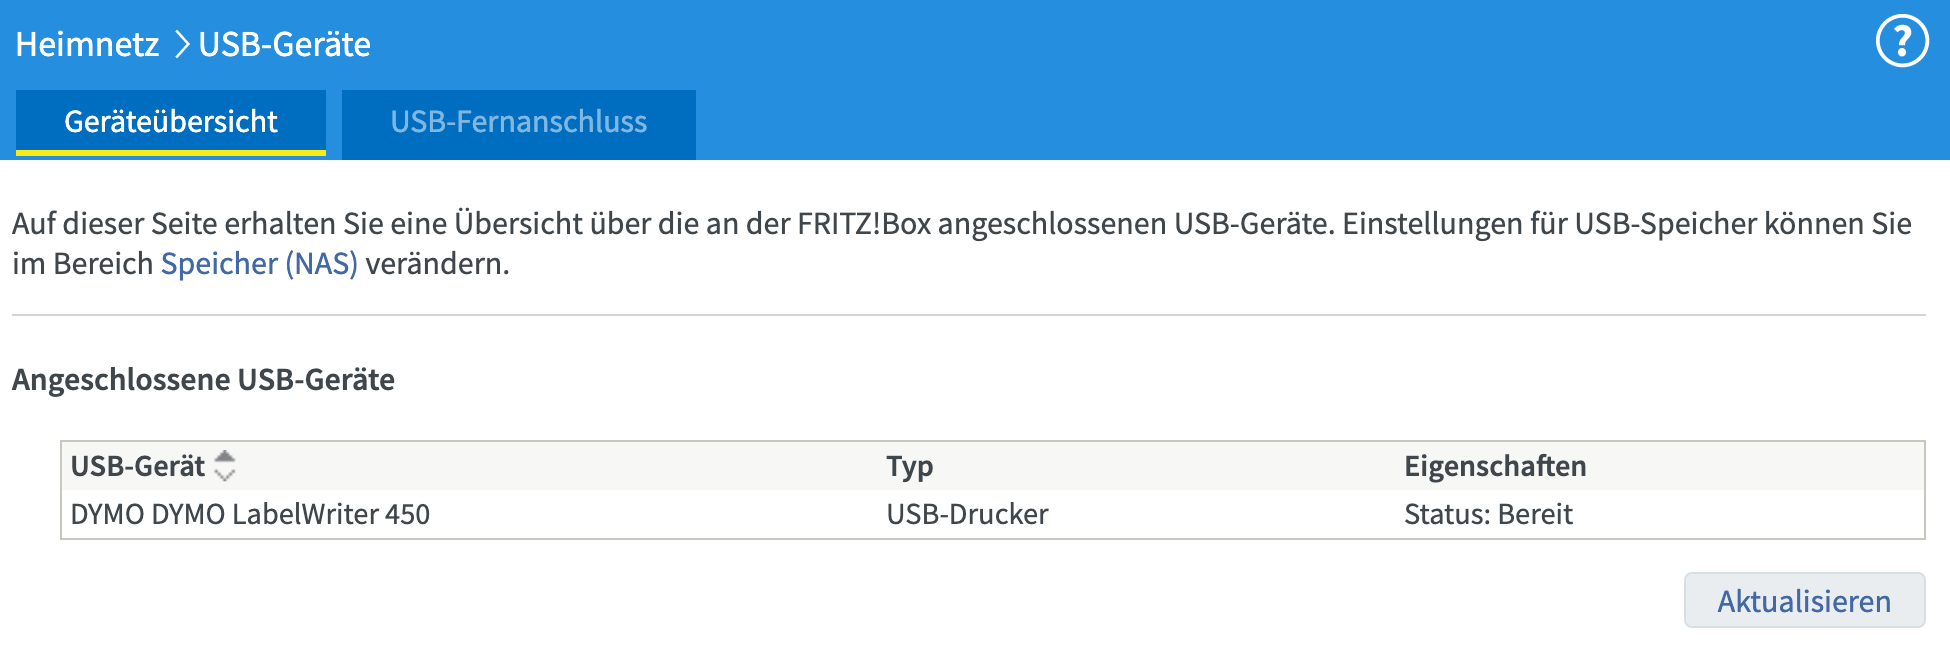 Heimnetz > USB-Geräte
?
Geräteübersicht USB-Fernanschluss
Auf dieser Seite erhalten Sie eine Übersicht über die an der FRITZ!Box angeschlossenen USB-Geräte. Einstellungen für USB-Speicher können Sie
im Bereich Speicher (NAS) verändern.
Angeschlossene USB-Geräte
USB-Gerät Typ Eigenschaften
DYMO DYMO LabelWriter 450 USB-Drucker Status: Bereit
Aktualisieren